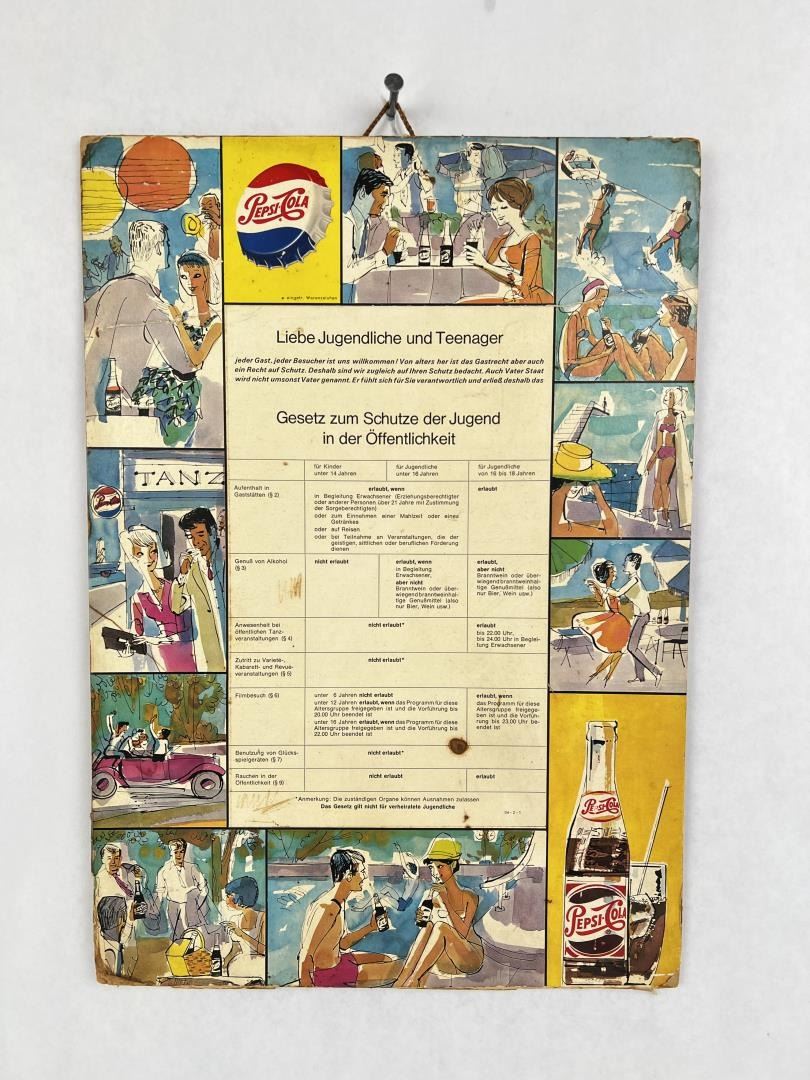 PEPSI-COLA
® eingetr. Warenzeichen
Liebe Jugendliche und Teenager
jeder Gast, jeder Besucher ist uns willkommen! Von alters her ist das Gastrecht aber auch
ein Recht auf Schutz. Deshalb sind wir zugleich auf Ihren Schutz bedacht. Auch Vater Staat
wird nicht umsonst Vater genannt. Er fühlt sich für Sie verantwortlich und erließ deshalb das
Gesetz zum Schutze der Jugend
in der Öffentlichkeit
für Kinder
unter 14 Jahren
für Jugendliche
unter 16 Jahren
für Jugendliche
von 16 bis 18 Jahren
Aufenthalt in
Gaststätten (§ 2)
erlaubt, wenn
in Begleitung Erwachsener (Erziehungsberechtigter
oder anderer Personen über 21 Jahre mit Zustimmung
der Sorgeberechtigten)
oder zum Einnehmen einer Mahlzeit oder eines
Getränkes
oder auf Reisen
oder bei Teilnahme an Veranstaltungen, die der
geistigen, sittlichen oder beruflichen Förderung
dienen
erlaubt
Genuß von Alkohol
(§ 3)
nicht erlaubt
erlaubt, wenn
in Begleitung
Erwachsener,
aber nicht
Branntwein oder über-
wiegend branntweinhal-
tige Genußmittel (also
nur Bier, Wein usw.)
erlaubt,
aber nicht
Branntwein oder über-
wiegend branntweinhal-
tige Genußmittel (also
nur Bier, Wein usw.)
Anwesenheit bei
öffentlichen Tanz-
veranstaltungen (§ 4)
nicht erlaubt*
erlaubt
bis 22.00 Uhr,
bis 24.00 Uhr in Beglei-
tung Erwachsener
Zutritt zu Varieté-,
Kabarett- und Revue-
veranstaltungen (§ 5)
nicht erlaubt*
Filmbesuch (§ 6)
unter 6 Jahren nicht erlaubt
unter 12 Jahren erlaubt, wenn das Programm für diese
Altersgruppe freigegeben ist und die Vorführung bis
20.00 Uhr beendet ist
unter 16 Jahren erlaubt, wenn das Programm für diese
Altersgruppe freigegeben ist und die Vorführung bis
22.00 Uhr beendet ist
erlaubt, wenn
das Programm für diese
Altersgruppe freigege-
ben ist und die Vorfüh-
rung bis 23.00 Uhr be-
endet ist
Benutzung von Glücks-
spielgeräten (§ 7)
nicht erlaubt*
Rauchen in der
Öffentlichkeit (§ 9)
nicht erlaubt
erlaubt
*Anmerkung: Die zuständigen Organe können Ausnahmen zulassen
Das Gesetz gilt nicht für verheiratete Jugendliche
TANZ
PEPSI-COLA
PEPSI-COLA